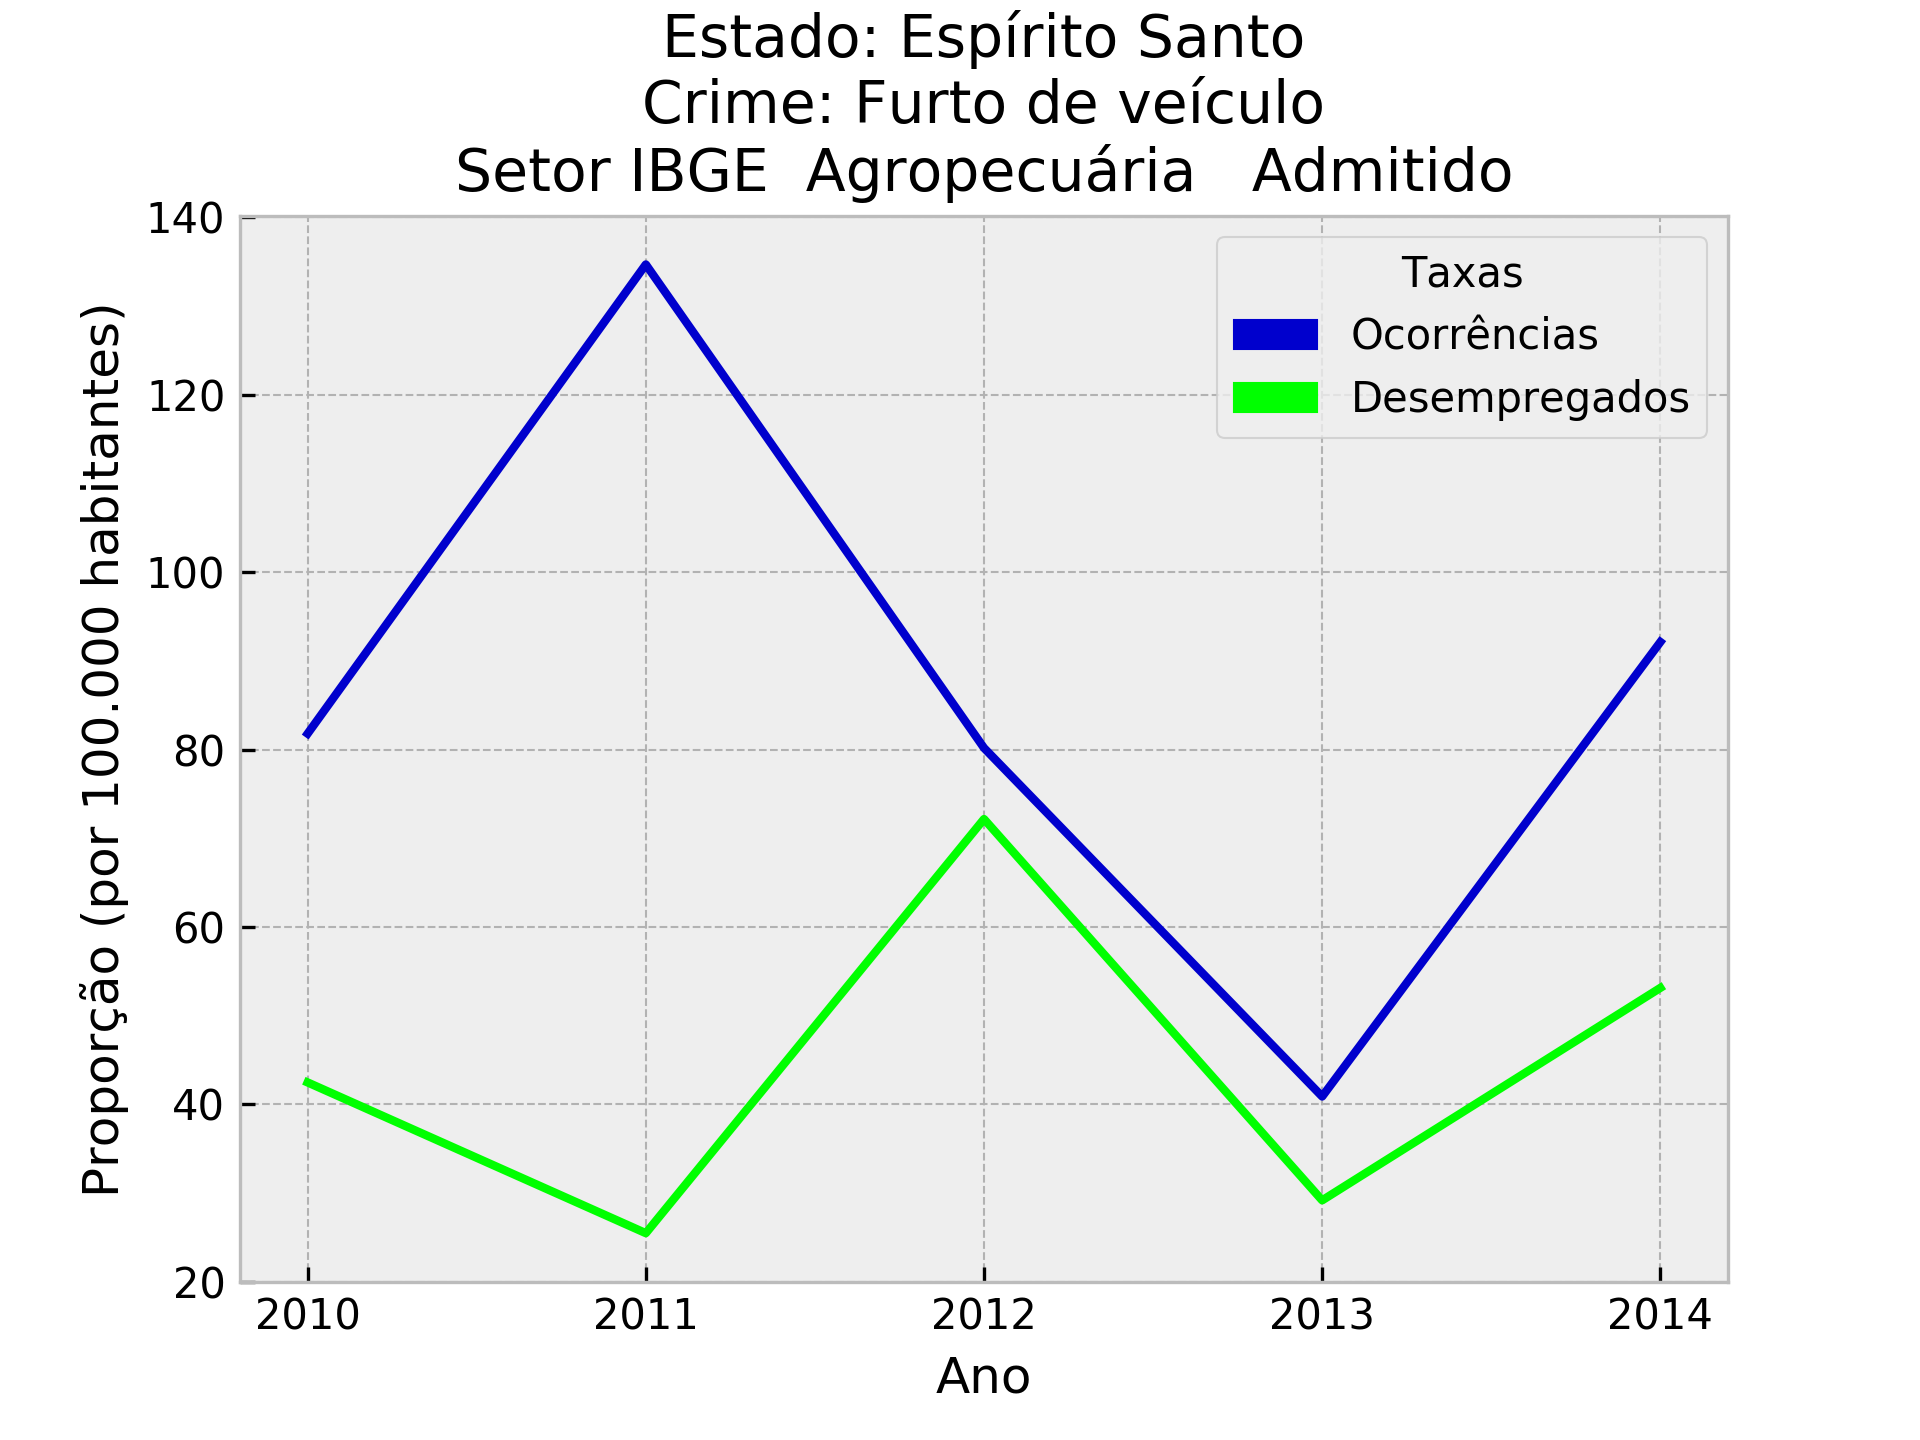 Estado: Espírito Santo
Crime: Furto de veículo
Setor IBGE  Agropecuária   Admitido
Taxas
Ocorrências
Desempregados
Proporção (por 100.000 habitantes)
140
120
100
80
60
40
20
2010 2011 2012 2013 2014
Ano